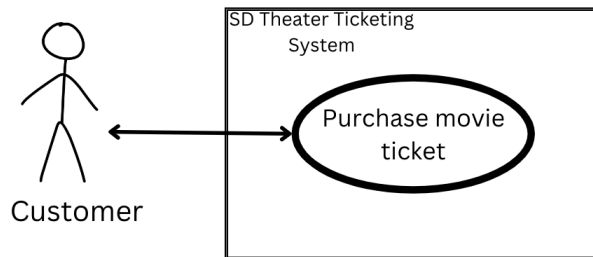 SD Theater Ticketing
System
Purchase movie
ticket
Customer